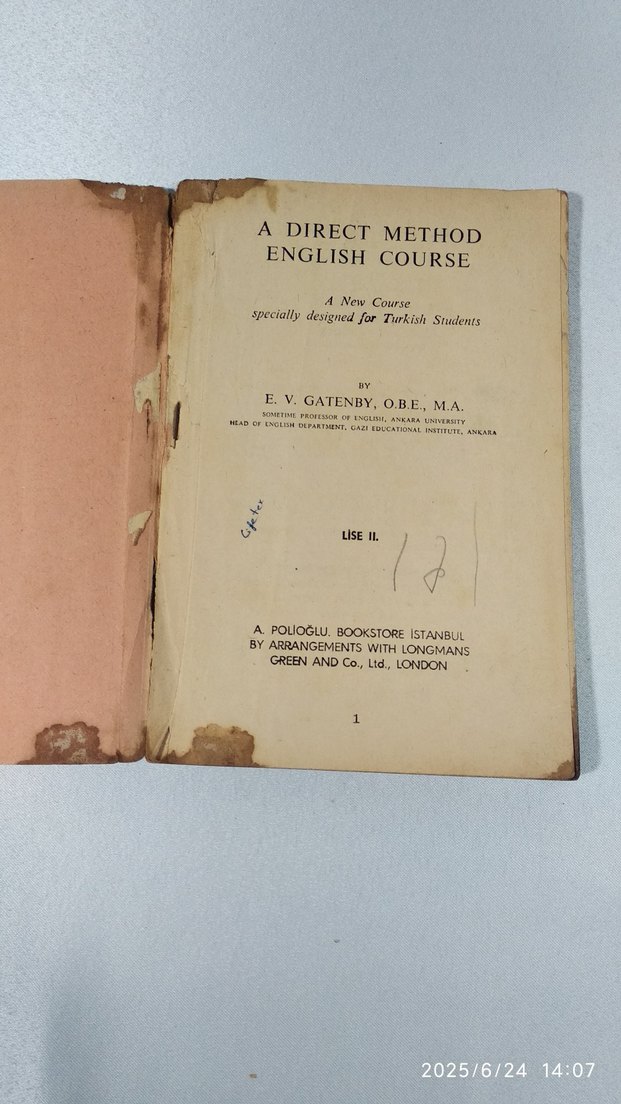 A DIRECT METHOD
ENGLISH COURSE
A New Course
specially designed for Turkish Students
BY
E. V. GATENBY, O.B.E., M.A.
SOMETIME PROFESSOR OF ENGLISH, ANKARA UNIVERSITY
HEAD OF ENGLISH DEPARTMENT, GAZI EDUCATIONAL INSTITUTE, ANKARA
LİSE II.
A. POLİOĞLU. BOOKSTORE İSTANBUL
BY ARRANGEMENTS WITH LONGMANS
GREEN AND Co., Ltd., LONDON
1
2025/6/24 14:07